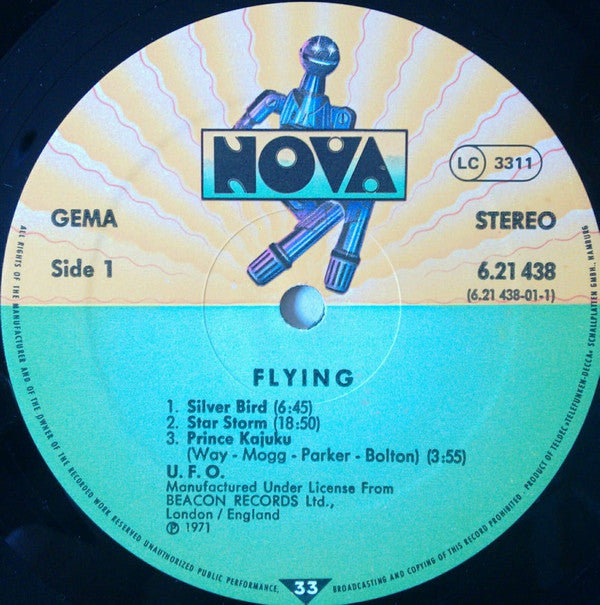 NOVA
LC 3311
GEMA
STEREO
Side 1
6.21 438
(6.21 438-01-1)
FLYING
1. Silver Bird (6:45)
2. Star Storm (18:50)
3. Prince Kajuku
(Way - Mogg - Parker - Bolton) (3:55)
U. F. O.
Manufactured Under License From
BEACON RECORDS Ltd.,
London / England
℗ 1971
33
ALL RIGHTS OF THE MANUFACTURER AND OF THE OWNER OF THE RECORDED WORK RESERVED UNAUTHORIZED PUBLIC PERFORMANCE, BROADCASTING AND COPYING OF THIS RECORD PROHIBITED. PRODUCT OF TELDEC »TELEFUNKEN-DECCA« SCHALLPLATTEN GMBH., HAMBURG